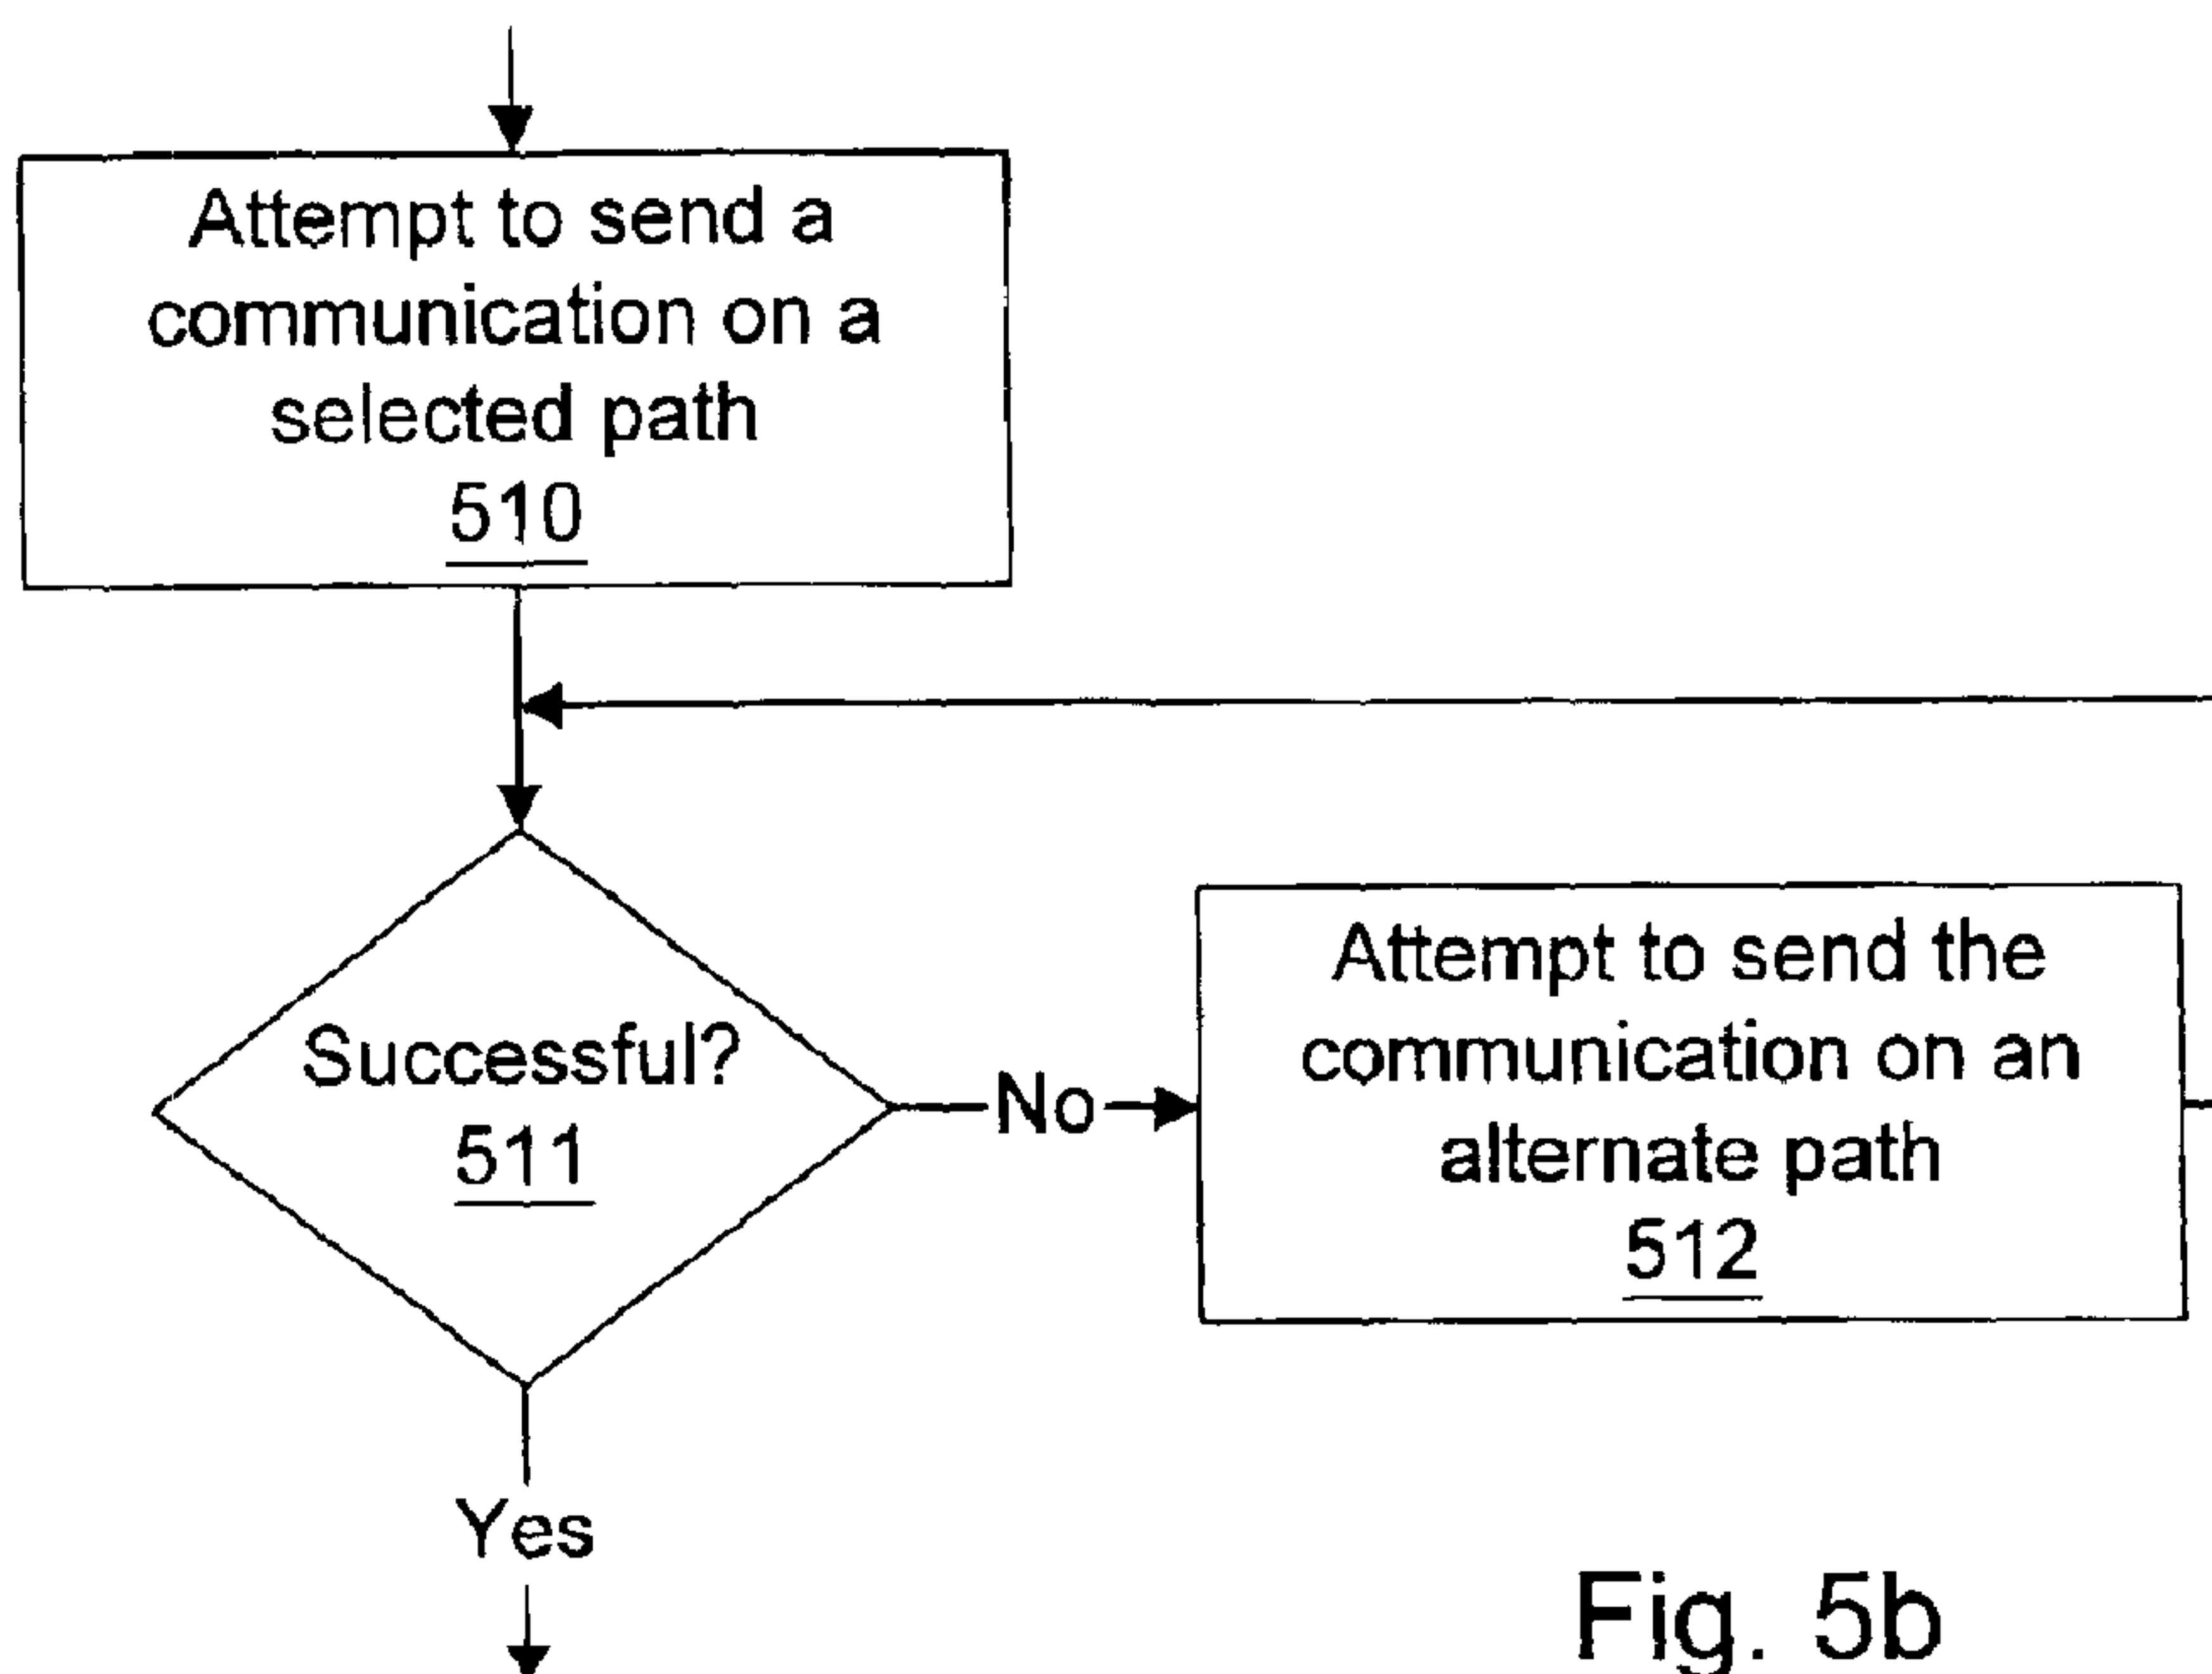 Attempt to send a
communication on a
selected path
510
Successful?
511
No
Attempt to send the
communication on an
alternate path
512
Yes
Fig. 5b